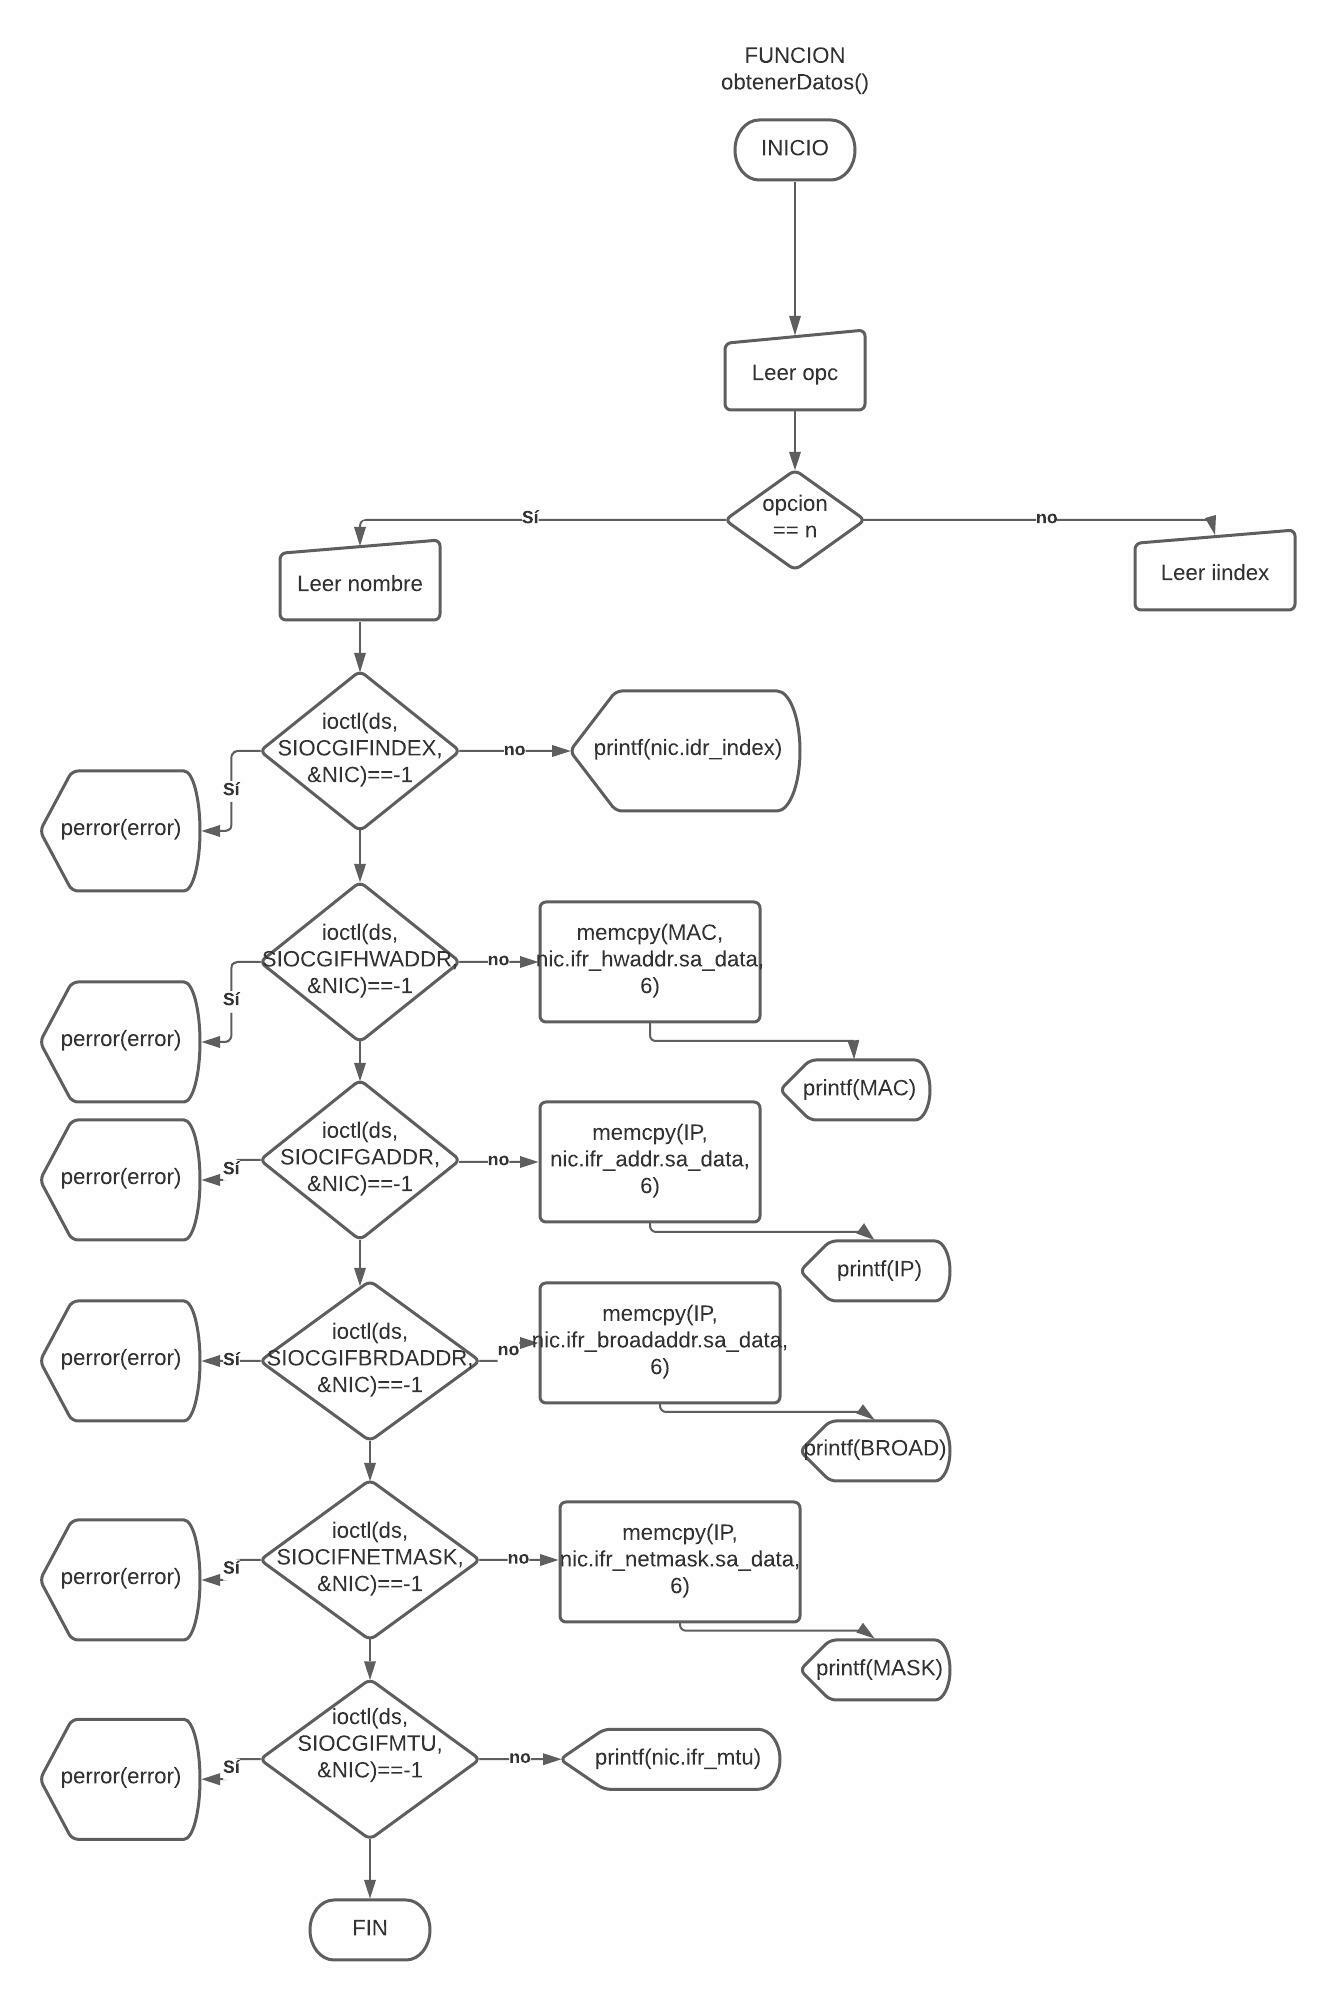 FUNCION
obtenerDatos()
INICIO
Leer opc
opcion
== n
Sí
no
Leer nombre
Leer iindex
ioctl(ds,
SIOCGIFINDEX,
&NIC)==-1
no
printf(nic.idr_index)
Sí
perror(error)
ioctl(ds,
SIOCGIFHWADDR,
&NIC)==-1
no
memcpy(MAC,
nic.ifr_hwaddr.sa_data,
6)
Sí
perror(error)
printf(MAC)
ioctl(ds,
SIOCIFGADDR,
&NIC)==-1
no
memcpy(IP,
nic.ifr_addr.sa_data,
6)
Sí
perror(error)
printf(IP)
ioctl(ds,
SIOCGIFBRDADDR,
&NIC)==-1
no
memcpy(IP,
nic.ifr_broadaddr.sa_data,
6)
Sí
perror(error)
printf(BROAD)
ioctl(ds,
SIOCIFNETMASK,
&NIC)==-1
no
memcpy(IP,
nic.ifr_netmask.sa_data,
6)
Sí
perror(error)
printf(MASK)
ioctl(ds,
SIOCGIFMTU,
&NIC)==-1
no
printf(nic.ifr_mtu)
Sí
perror(error)
FIN